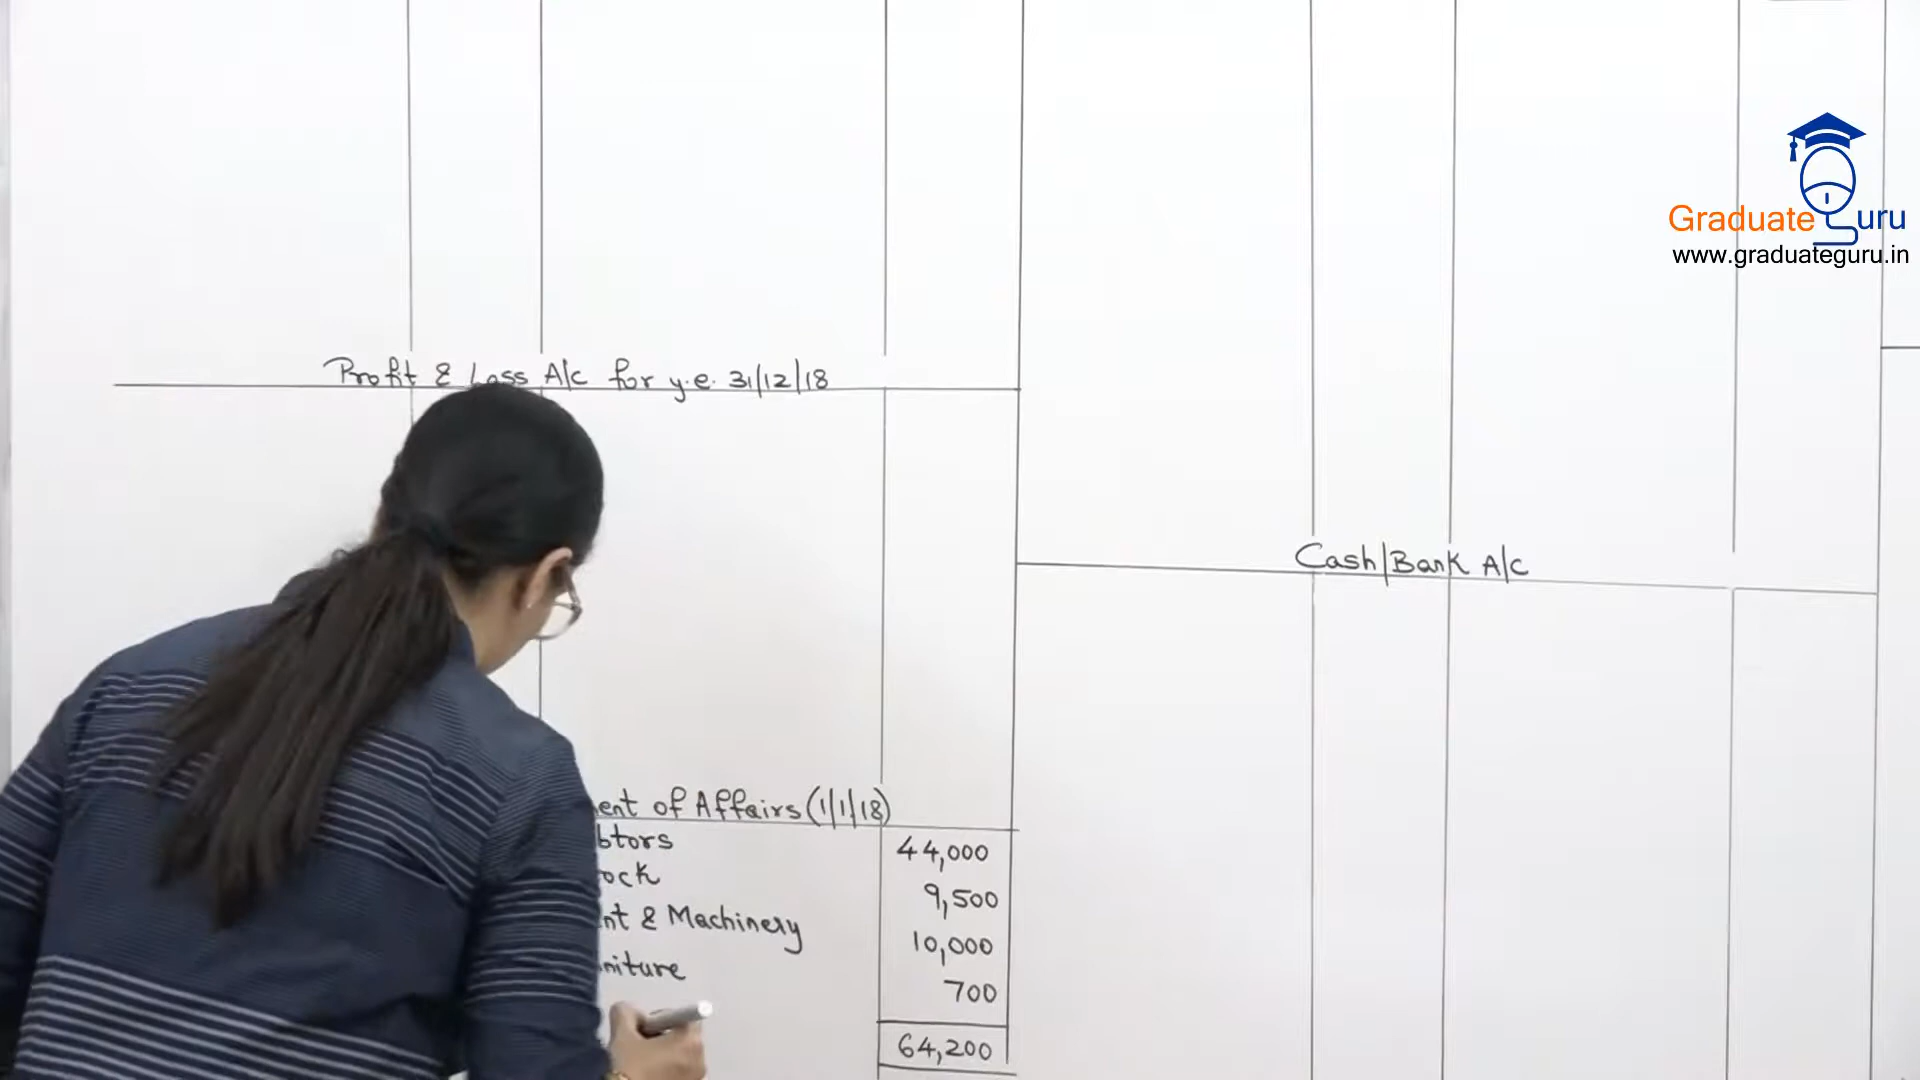 Graduate Guru
www.graduateguru.in
Profit & Loss A/c for y.e. 31/12/18
Cash/Bank A/c
ent of Affairs (1/1/18)
btors 44,000
ock 9,500
nt & Machinery 10,000
niture 700
64,200